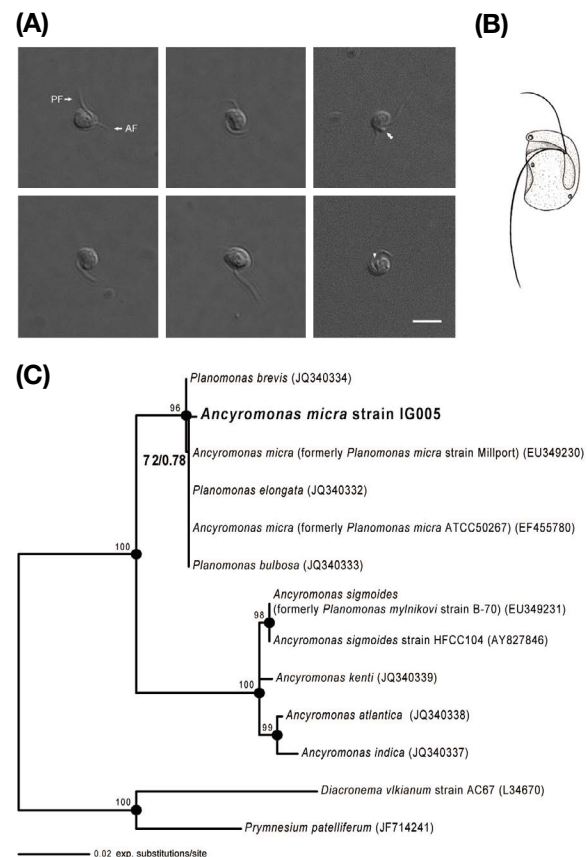 (A)
(B)
PF
AF
(C)
Planomonas brevis (JQ340334)
96
Ancyromonas micra strain IG005
72/0.78
Ancyromonas micra (formerly Planomonas micra strain Millport) (EU349230)
Planomonas elongata (JQ340332)
Ancyromonas micra (formerly Planomonas micra ATCC50267) (EF455780)
Planomonas bulbosa (JQ340333)
100
Ancyromonas sigmoides
(formerly Planomonas mylnikovi strain B-70) (EU349231)
98
Ancyromonas sigmoides strain HFCC104 (AY827846)
Ancyromonas kenti (JQ340339)
100
Ancyromonas atlantica (JQ340338)
99
Ancyromonas indica (JQ340337)
Diacronema vlkianum strain AC67 (L34670)
100
Prymnesium patelliferum (JF714241)
0.02 exp. substitutions/site